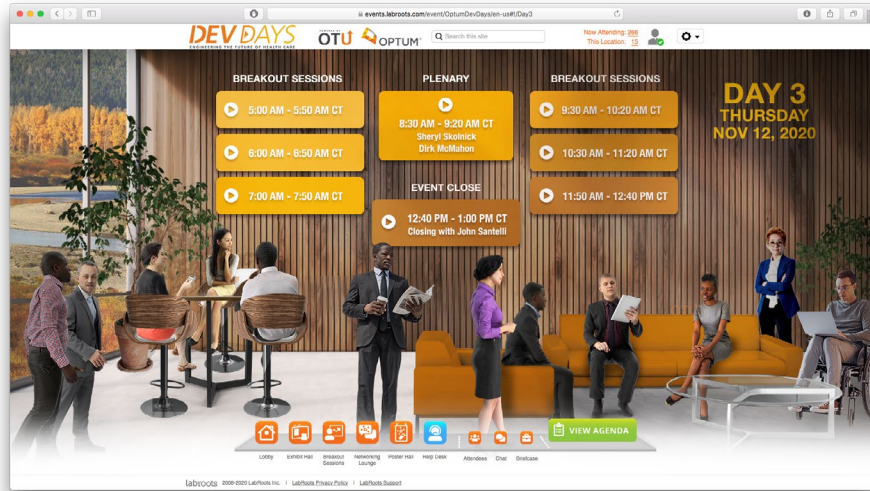 events.labroots.com/event/OptumDevDays/en-us#!/Day3
DEV DAYS
ENGINEERING THE FUTURE OF HEALTH CARE
OTU
OPTUM®
Search this site
Now Attending: 266
This Location: 15
BREAKOUT SESSIONS
5:00 AM - 5:50 AM CT
6:00 AM - 6:50 AM CT
7:00 AM - 7:50 AM CT
PLENARY
8:30 AM - 9:20 AM CT
Sheryl Skolnick
Dirk McMahon
EVENT CLOSE
12:40 PM - 1:00 PM CT
Closing with John Santelli
BREAKOUT SESSIONS
9:30 AM - 10:20 AM CT
10:30 AM - 11:20 AM CT
11:50 AM - 12:40 PM CT
DAY 3
THURSDAY
NOV 12, 2020
Lobby
Exhibit Hall
Breakout
Sessions
Networking
Lounge
Poster Hall
Help Desk
Attendees
Chat
Briefcase
VIEW AGENDA
labroots 2008-2020 LabRoots Inc. | LabRoots Privacy Policy | LabRoots Support